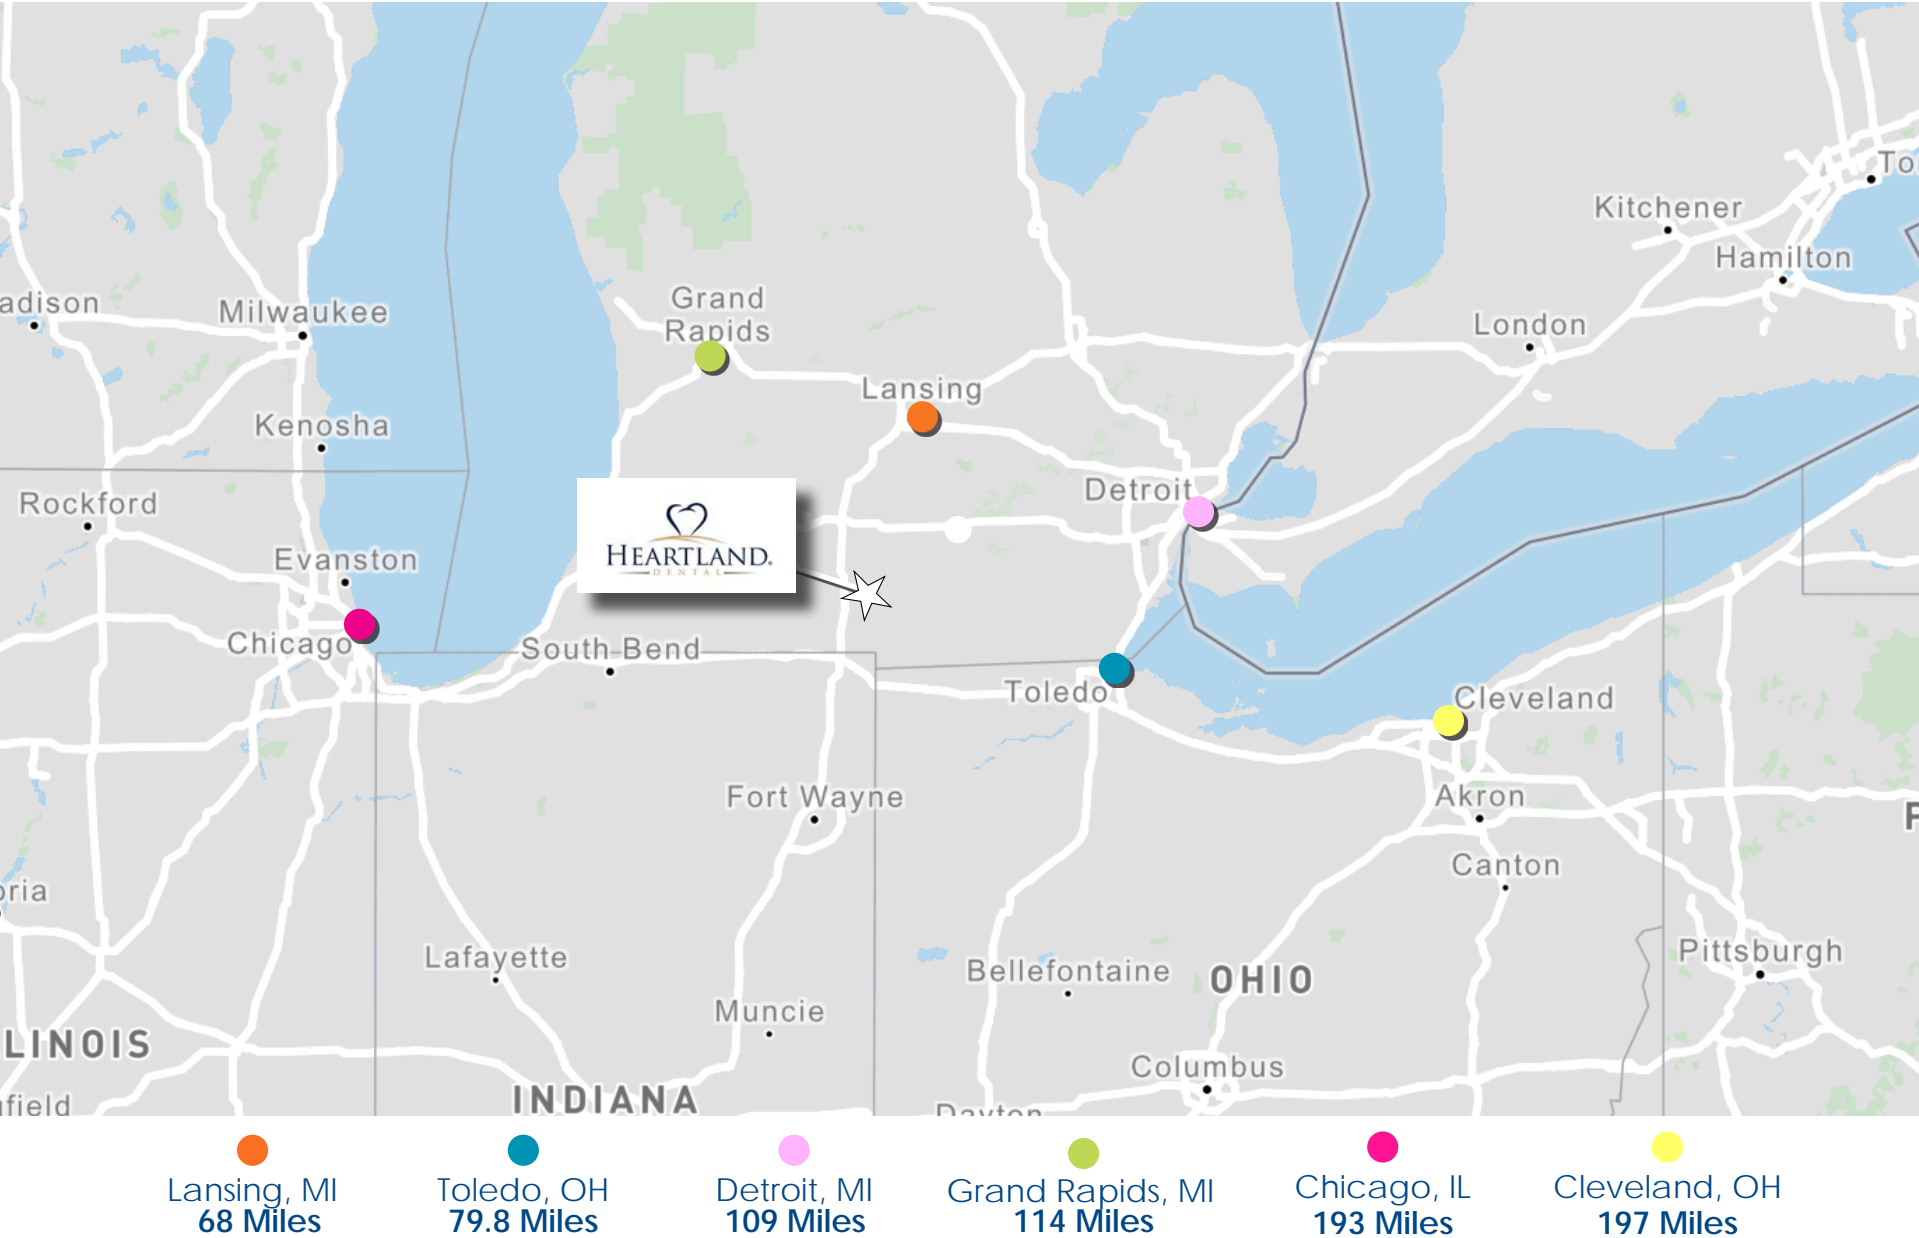 To
Kitchener
Hamilton
adison
Milwaukee
Grand
Rapids
London
Lansing
Kenosha
Rockford
Detroit
HEARTLAND.
DENTAL
Evanston
Chicago
South Bend
Toledo
Cleveland
Fort Wayne
Akron
P
Canton
oria
Lafayette
Bellefontaine
OHIO
Pittsburgh
Muncie
LINOIS
Columbus
INDIANA
field
Dayton
Lansing, MI
68 Miles
Toledo, OH
79.8 Miles
Detroit, MI
109 Miles
Grand Rapids, MI
114 Miles
Chicago, IL
193 Miles
Cleveland, OH
197 Miles